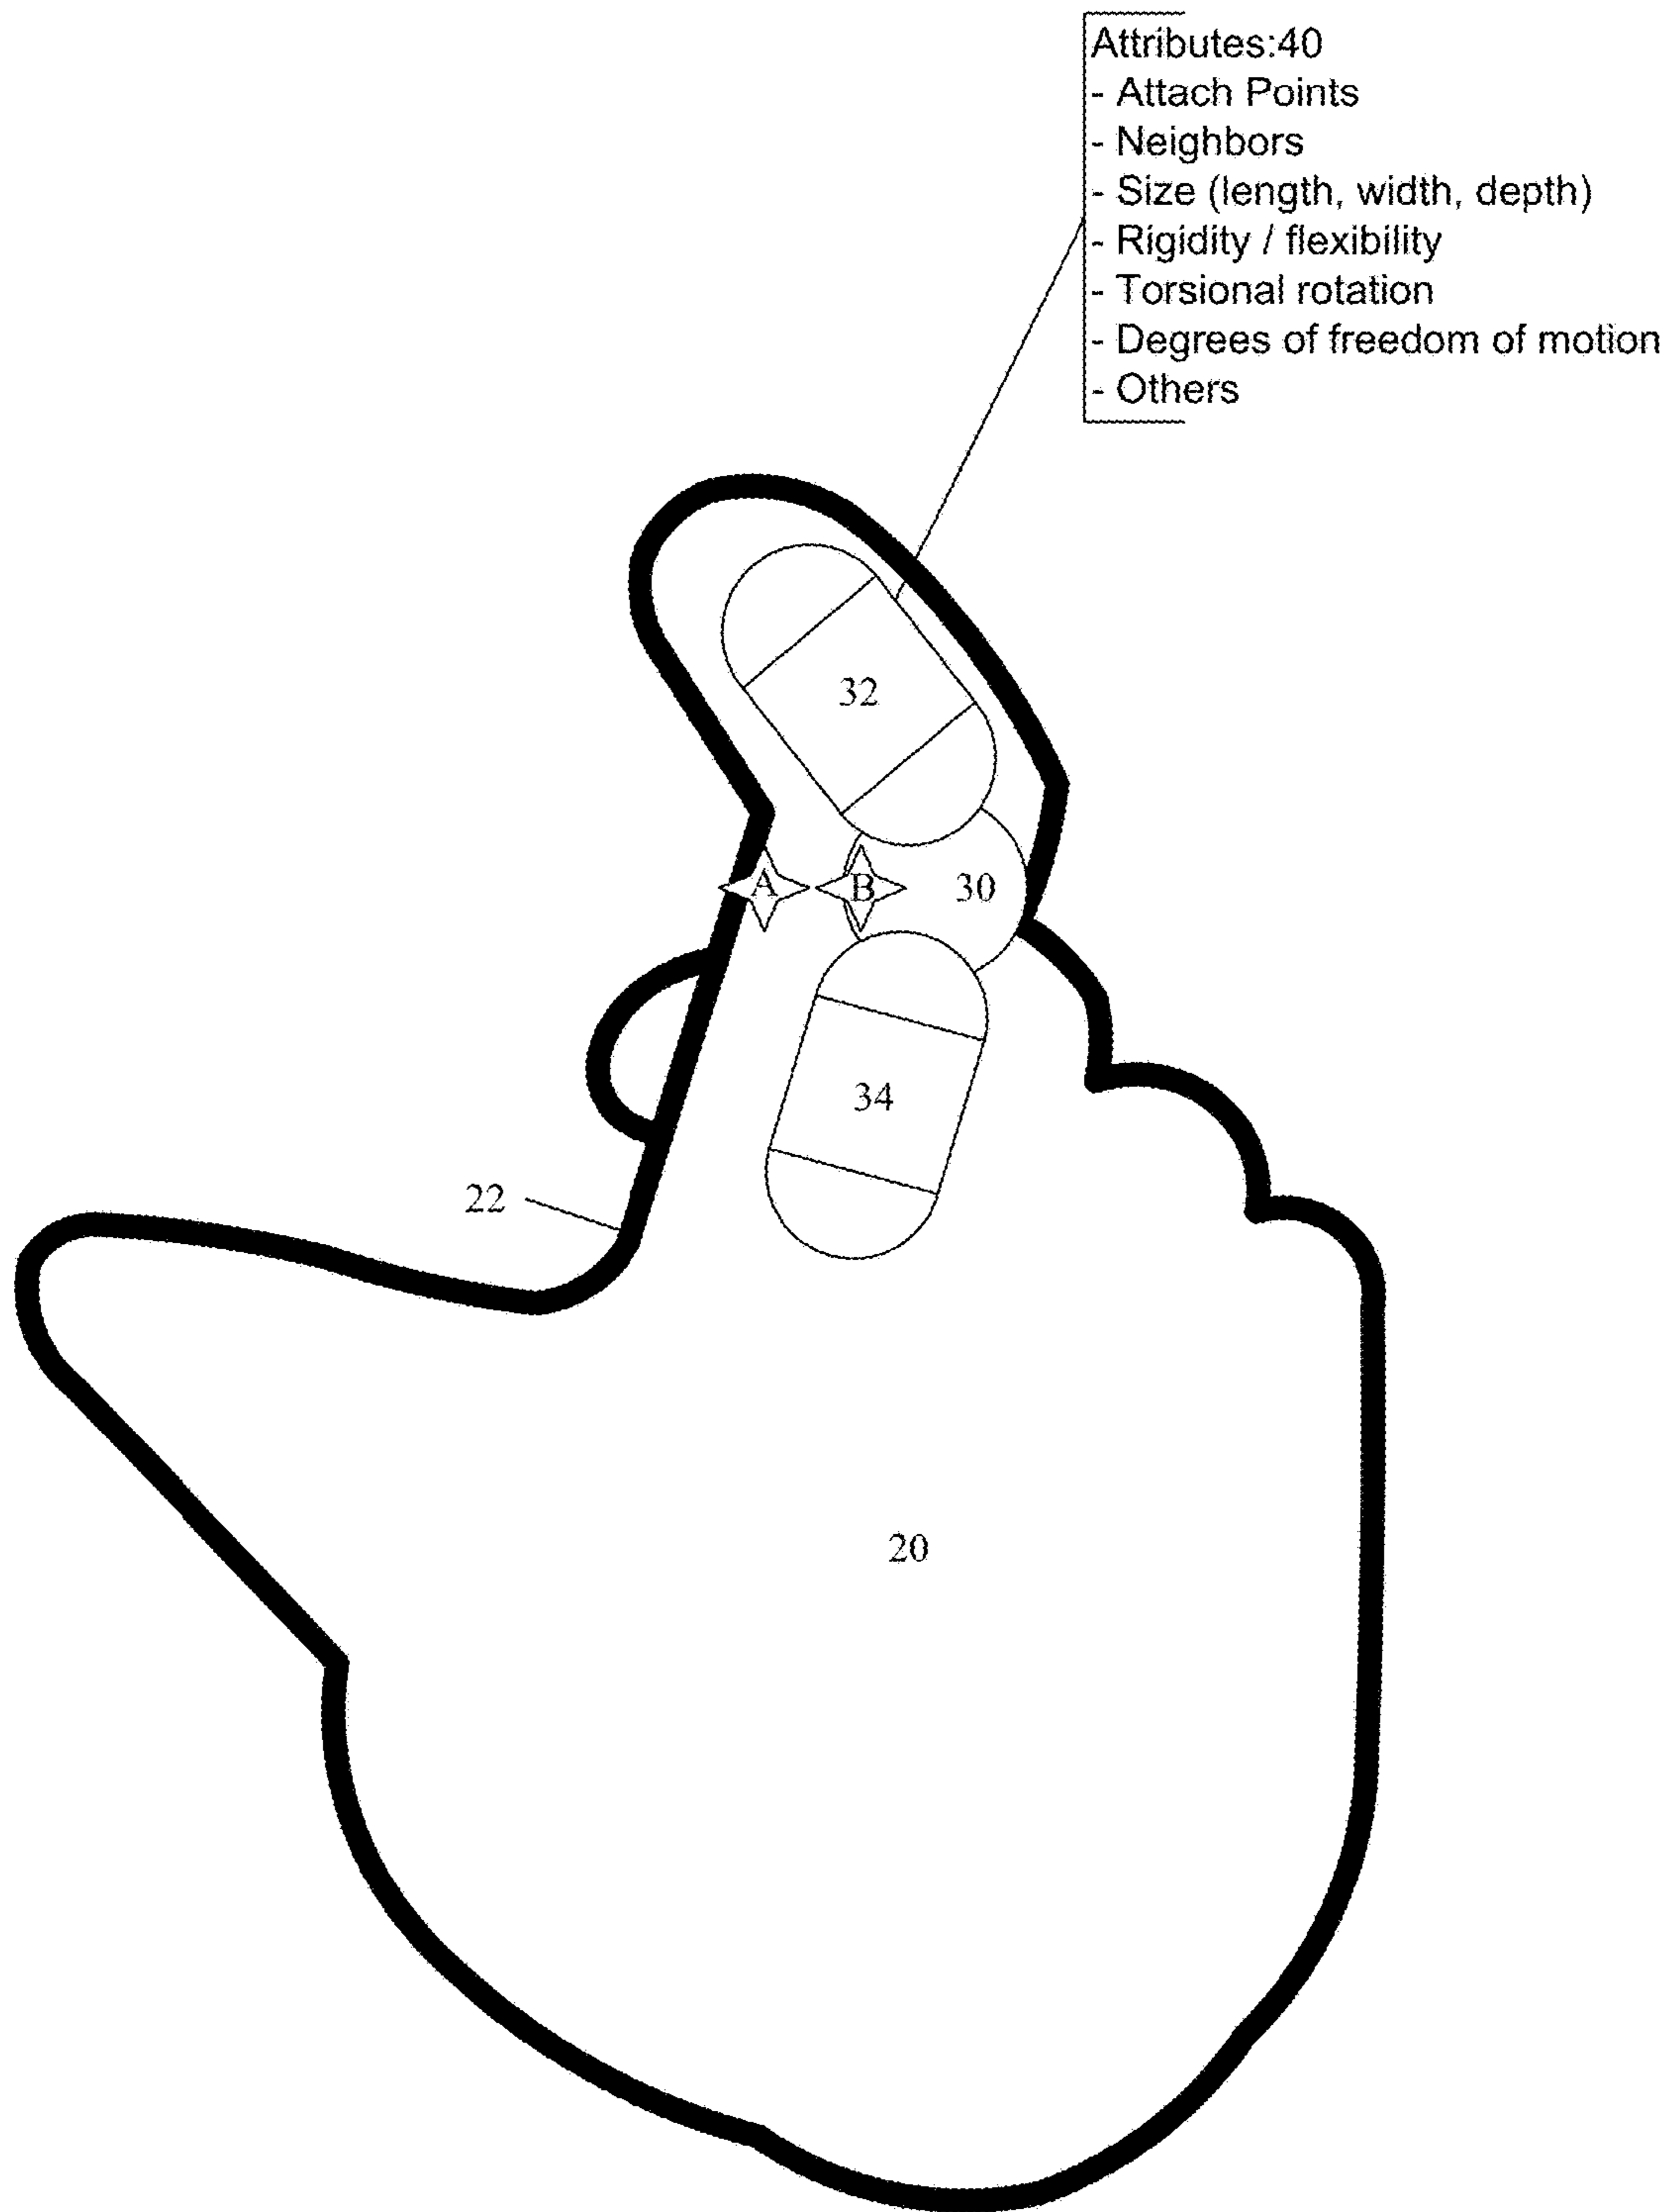 Attributes:40
- Attach Points
- Neighbors
- Size (length, width, depth)
- Rigidity / flexibility
- Torsional rotation
- Degrees of freedom of motion
- Others
32
A B 30
34
22
20